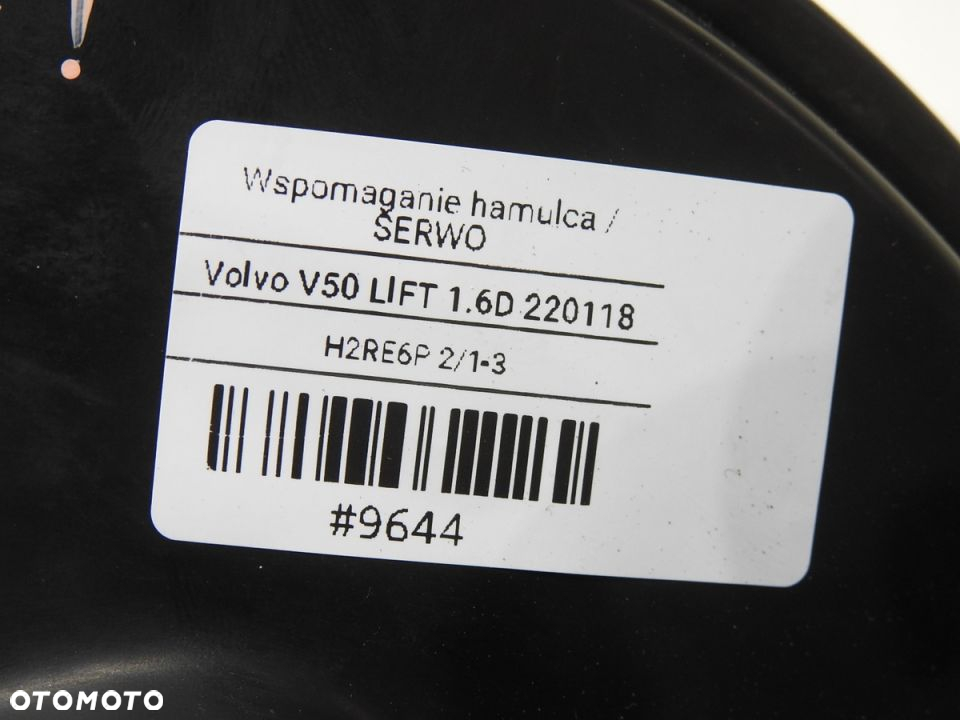 Wspomaganie hamulca /
SERWO
Volvo V50 LIFT 1.6D 220118
H2RE6P 2/1-3
#9644
OTOMOTO